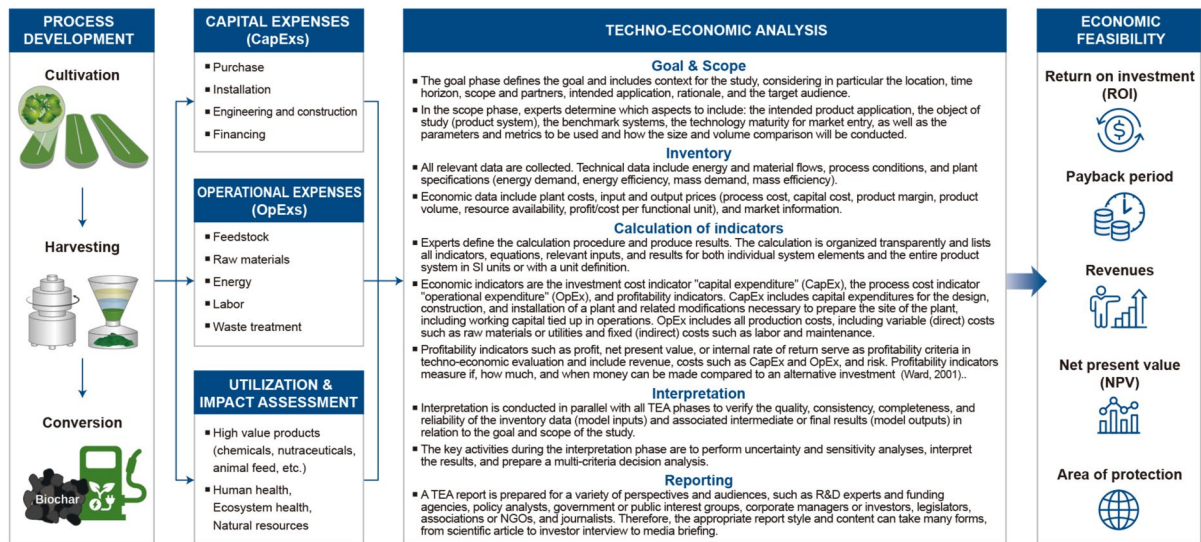 PROCESS
DEVELOPMENT
Cultivation
Harvesting
Conversion
Biochar
CAPITAL EXPENSES
(CapExs)
▪ Purchase
▪ Installation
▪ Engineering and construction
▪ Financing
OPERATIONAL EXPENSES
(OpExs)
▪ Feedstock
▪ Raw materials
▪ Energy
▪ Labor
▪ Waste treatment
UTILIZATION &
IMPACT ASSESSMENT
▪ High value products
(chemicals, nutraceuticals,
animal feed, etc.)
▪ Human health,
Ecosystem health,
Natural resources
TECHNO-ECONOMIC ANALYSIS
Goal & Scope
▪ The goal phase defines the goal and includes context for the study, considering in particular the location, time
horizon, scope and partners, intended application, rationale, and the target audience.
▪ In the scope phase, experts determine which aspects to include: the intended product application, the object of
study (product system), the benchmark systems, the technology maturity for market entry, as well as the
parameters and metrics to be used and how the size and volume comparison will be conducted.
Inventory
▪ All relevant data are collected. Technical data include energy and material flows, process conditions, and plant
specifications (energy demand, energy efficiency, mass demand, mass efficiency).
▪ Economic data include plant costs, input and output prices (process cost, capital cost, product margin, product
volume, resource availability, profit/cost per functional unit), and market information.
Calculation of indicators
▪ Experts define the calculation procedure and produce results. The calculation is organized transparently and lists
all indicators, equations, relevant inputs, and results for both individual system elements and the entire product
system in SI units or with a unit definition.
▪ Economic indicators are the investment cost indicator "capital expenditure" (CapEx), the process cost indicator
"operational expenditure" (OpEx), and profitability indicators. CapEx includes capital expenditures for the design,
construction, and installation of a plant and related modifications necessary to prepare the site of the plant,
including working capital tied up in operations. OpEx includes all production costs, including variable (direct) costs
such as raw materials or utilities and fixed (indirect) costs such as labor and maintenance.
▪ Profitability indicators such as profit, net present value, or internal rate of return serve as profitability criteria in
techno-economic evaluation and include revenue, costs such as CapEx and OpEx, and risk. Profitability indicators
measure if, how much, and when money can be made compared to an alternative investment (Ward, 2001)..
Interpretation
▪ Interpretation is conducted in parallel with all TEA phases to verify the quality, consistency, completeness, and
reliability of the inventory data (model inputs) and associated intermediate or final results (model outputs) in
relation to the goal and scope of the study.
▪ The key activities during the interpretation phase are to perform uncertainty and sensitivity analyses, interpret
the results, and prepare a multi-criteria decision analysis.
Reporting
▪ A TEA report is prepared for a variety of perspectives and audiences, such as R&D experts and funding
agencies, policy analysts, government or public interest groups, corporate managers or investors, legislators,
associations or NGOs, and journalists. Therefore, the appropriate report style and content can take many forms,
from scientific article to investor interview to media briefing.
ECONOMIC
FEASIBILITY
Return on investment
(ROI)
$
Payback period
Revenues
Net present value
(NPV)
Area of protection